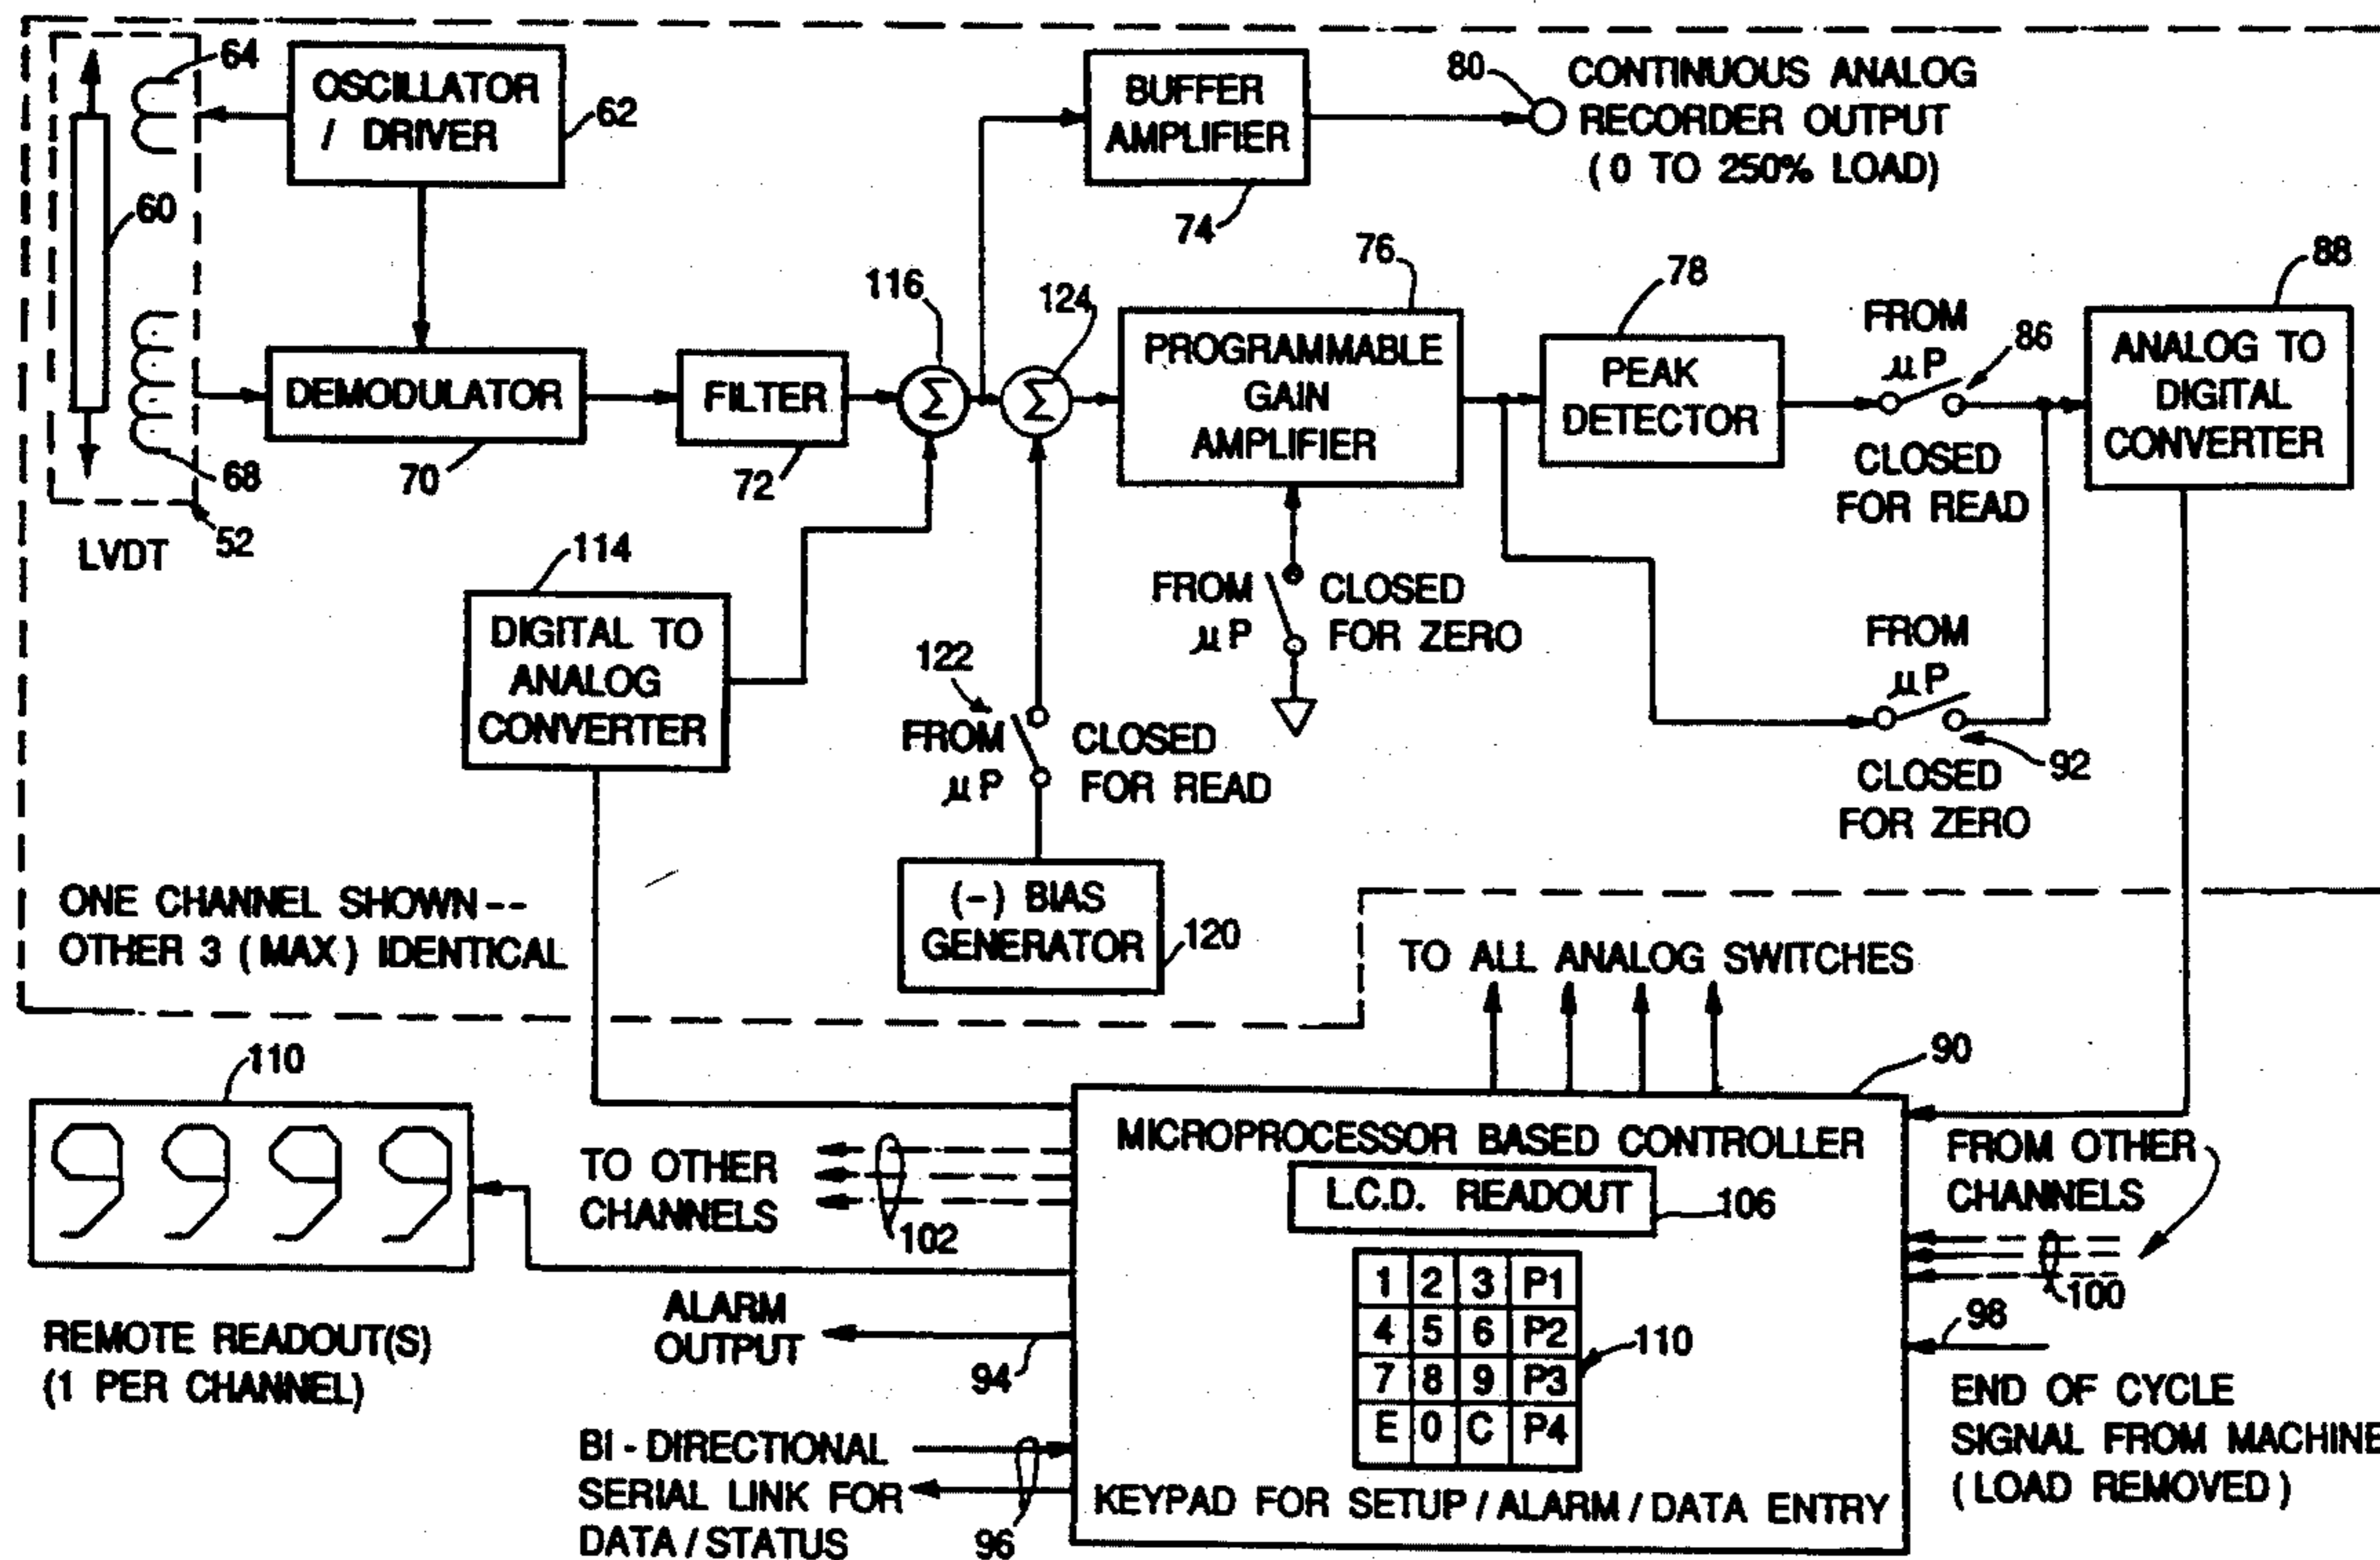 64
OSCILLATOR
/ DRIVER
62
60
68
52
LVDT
BUFFER
AMPLIFIER
74
80
CONTINUOUS ANALOG
RECORDER OUTPUT
(0 TO 250% LOAD)
DEMODULATOR
70
FILTER
72
116
Σ
124
Σ
76
PROGRAMMABLE
GAIN
AMPLIFIER
78
PEAK
DETECTOR
FROM
μP
86
CLOSED
FOR READ
88
ANALOG TO
DIGITAL
CONVERTER
114
DIGITAL TO
ANALOG
CONVERTER
122
FROM
μP
CLOSED
FOR READ
FROM
μP
CLOSED
FOR ZERO
FROM
μP
92
CLOSED
FOR ZERO
(-) BIAS
GENERATOR
120
ONE CHANNEL SHOWN--
OTHER 3 (MAX) IDENTICAL
TO ALL ANALOG SWITCHES
90
110
9999
REMOTE READOUT(S)
(1 PER CHANNEL)
TO OTHER
CHANNELS
102
ALARM
OUTPUT
94
BI-DIRECTIONAL
SERIAL LINK FOR
DATA/STATUS
96
MICROPROCESSOR BASED CONTROLLER
L.C.D. READOUT
106
1 2 3 P1
4 5 6 P2
7 8 9 P3
E 0 C P4
110
KEYPAD FOR SETUP/ALARM/DATA ENTRY
FROM OTHER
CHANNELS
100
98
END OF CYCLE
SIGNAL FROM MACHINE
(LOAD REMOVED)